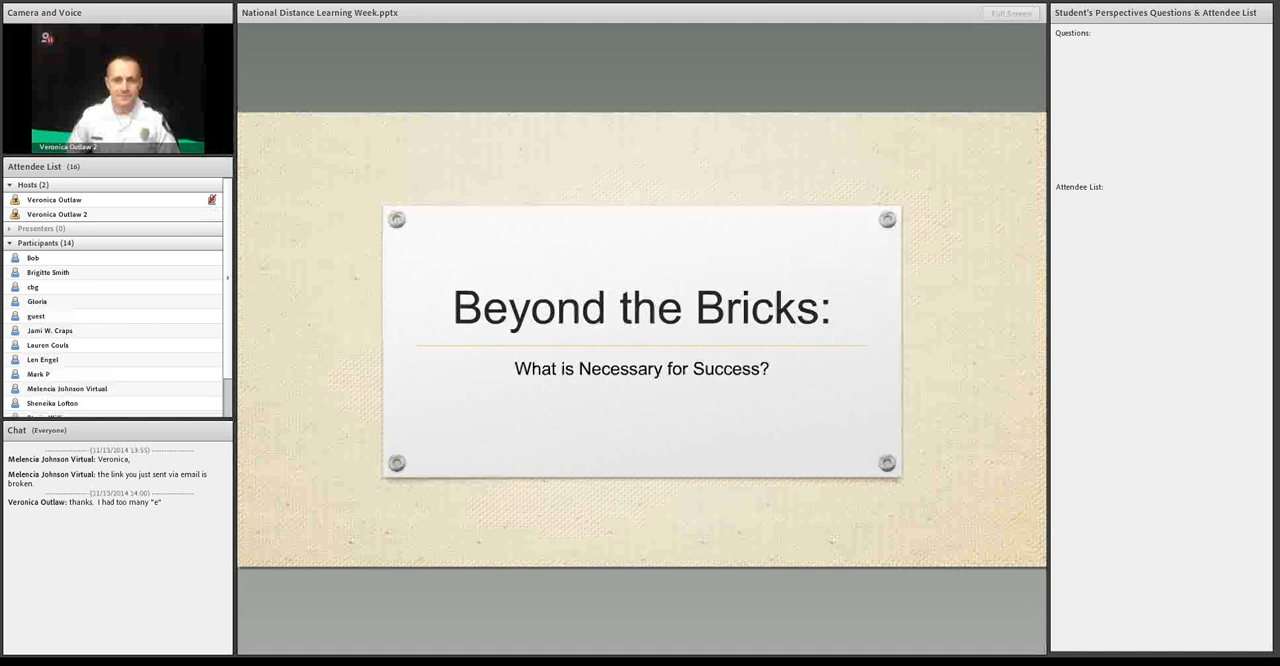 Camera and Voice
Veronica Outlaw 2
Attendee List (16)
Hosts (2)
Veronica Outlaw
Veronica Outlaw 2
Presenters (0)
Participants (14)
Bob
Brigitte Smith
cbg
Gloria
guest
Jami W. Craps
Lauren Couls
Len Engel
Mark P
Melencia Johnson Virtual
Sheneika Lofton
Chat (Everyone)
(11/13/2014 13:55)
Melencia Johnson Virtual: Veronica,
Melencia Johnson Virtual: the link you just sent via email is
broken.
(11/13/2014 14:00)
Veronica Outlaw: thanks. I had too many "e"
National Distance Learning Week.pptx
Full Screen
Beyond the Bricks:
What is Necessary for Success?
Student's Perspectives Questions & Attendee List
Questions:
Attendee List: